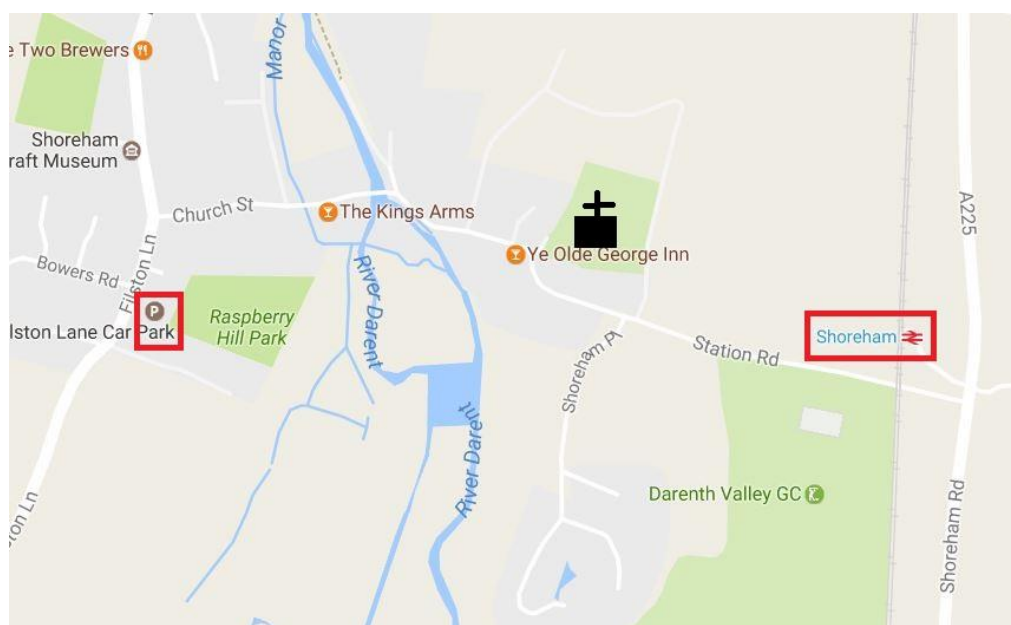 Two Brewers
Manor
Shoreham
raft Museum
Church St
The Kings Arms
A225
Ye Olde George Inn
Filston Ln
Bowers Rd
P
lston Lane Car Park
Raspberry
Hill Park
River Darent
Shoreham Pl
Station Rd
Shoreham
River Darent
Darenth Valley GC
Shoreham Rd
ton Ln